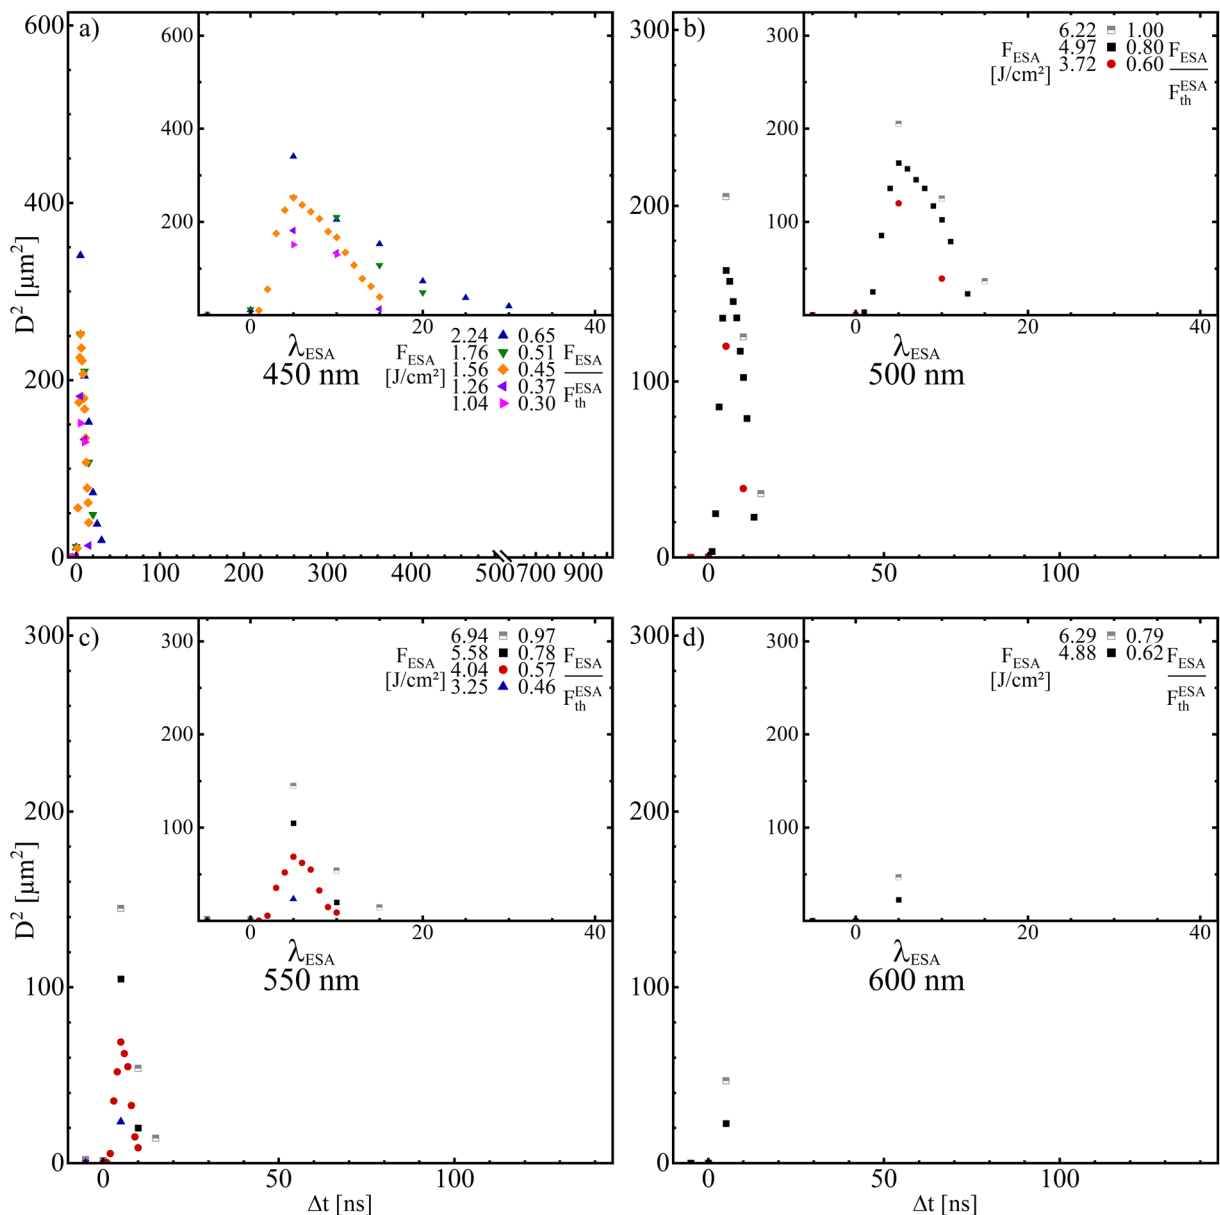 a)
D² [µm²]
600
400
200
0
600
400
200
0
20
40
λESA
450 nm
FESA
[J/cm²]
2.24 0.65
1.76 0.51
1.56 0.45
1.26 0.37
1.04 0.30
FESA
FthESA
0 100 200 300 400 500 700 800 900
b)
300
200
100
0
300
200
100
0
20
40
λESA
500 nm
FESA
[J/cm²]
6.22 1.00
4.97 0.80
3.72 0.60
FESA
FthESA
0 50 100
c)
D² [µm²]
300
200
100
0
300
200
100
0
20
40
λESA
550 nm
FESA
[J/cm²]
6.94 0.97
5.58 0.78
4.04 0.57
3.25 0.46
FESA
FthESA
0 50 100
Δt [ns]
d)
300
200
100
0
300
200
100
0
20
40
λESA
600 nm
FESA
[J/cm²]
6.29 0.79
4.88 0.62
FESA
FthESA
0 50 100
Δt [ns]